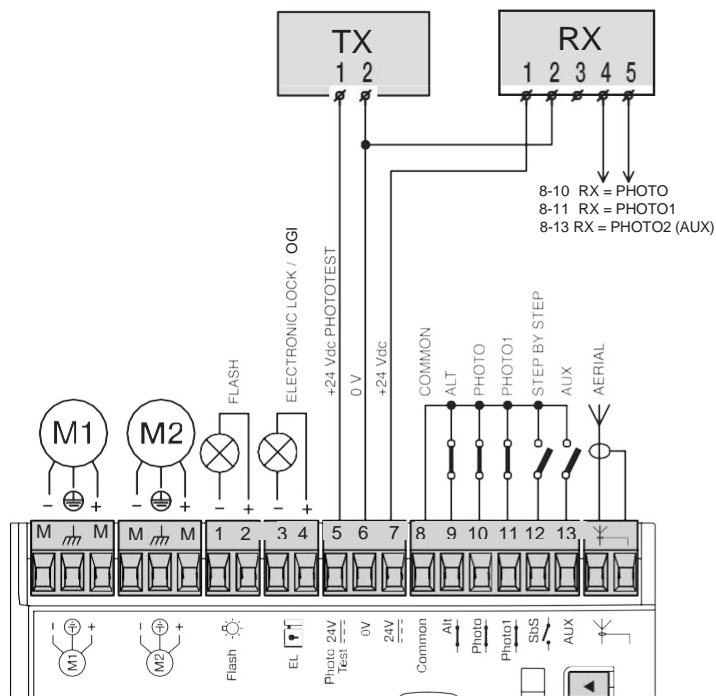 TX
1 2
RX
1 2 3 4 5
8-10 RX = PHOTO
8-11 RX = PHOTO1
8-13 RX = PHOTO2 (AUX)
FLASH
ELECTRONIC LOCK / OGI
+24 Vdc PHOTOTEST
0 V
+24 Vdc
COMMON
ALT
PHOTO
PHOTO1
STEP BY STEP
AUX
AERIAL
M1
M2
- +
- +
- +
- +
M M
M M
1 2
3 4
5 6 7
8 9 10 11 12 13
- +
M1
- +
M2
Flash
EL
Photo 24V
Test
0V
24V
Common
Alt
Photo
Photo1
SbS
AUX